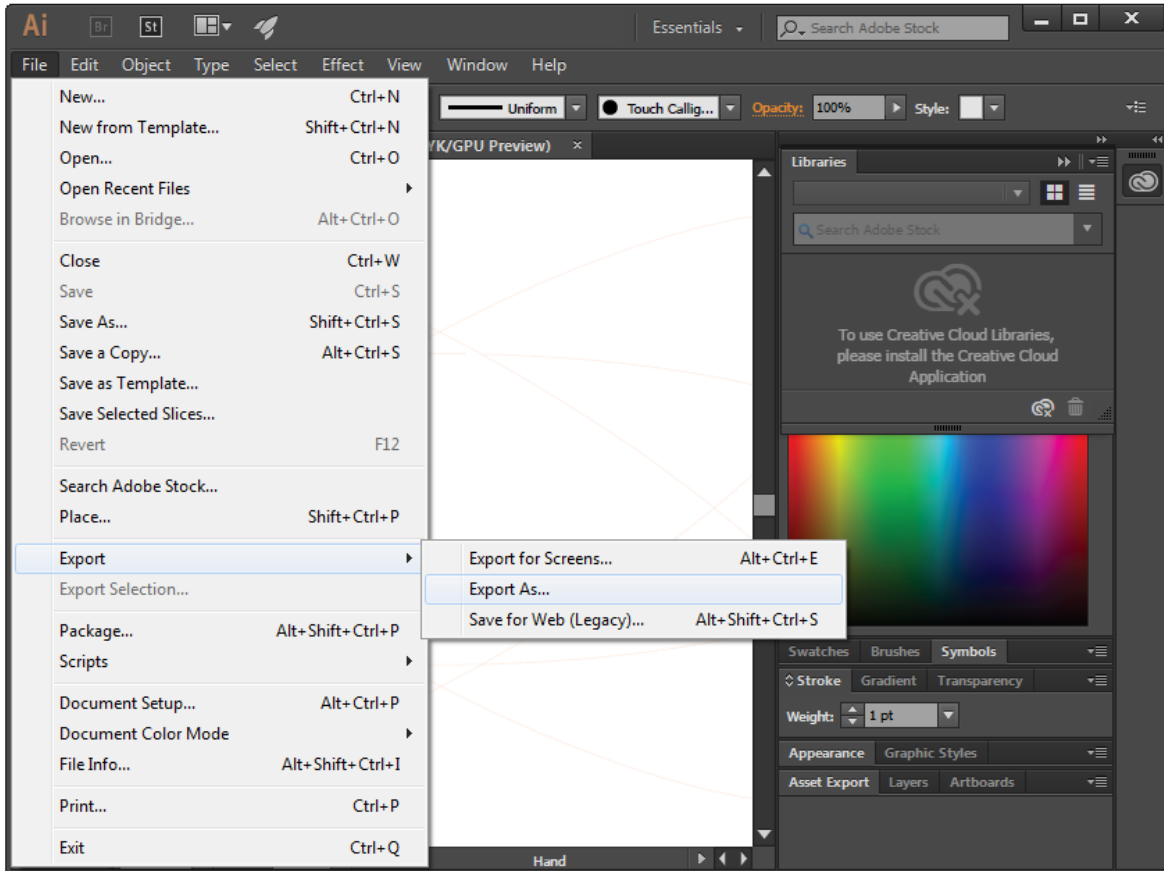 Ai Br St Essentials Search Adobe Stock
File Edit Object Type Select Effect View Window Help
New... Ctrl+N
New from Template... Shift+Ctrl+N
Open... Ctrl+O
Open Recent Files
Browse in Bridge... Alt+Ctrl+O
Close Ctrl+W
Save Ctrl+S
Save As... Shift+Ctrl+S
Save a Copy... Alt+Ctrl+S
Save as Template...
Save Selected Slices...
Revert F12
Search Adobe Stock...
Place... Shift+Ctrl+P
Export
Export Selection...
Package... Alt+Shift+Ctrl+P
Scripts
Document Setup... Alt+Ctrl+P
Document Color Mode
File Info... Alt+Shift+Ctrl+I
Print... Ctrl+P
Exit Ctrl+Q
Export for Screens... Alt+Ctrl+E
Export As...
Save for Web (Legacy)... Alt+Shift+Ctrl+S
Uniform Touch Callig... Opacity: 100% Style:
YK/GPU Preview) ×
Libraries
Search Adobe Stock
To use Creative Cloud Libraries,
please install the Creative Cloud
Application
Swatches Brushes Symbols
Stroke Gradient Transparency
Weight: 1 pt
Appearance Graphic Styles
Asset Export Layers Artboards
Hand